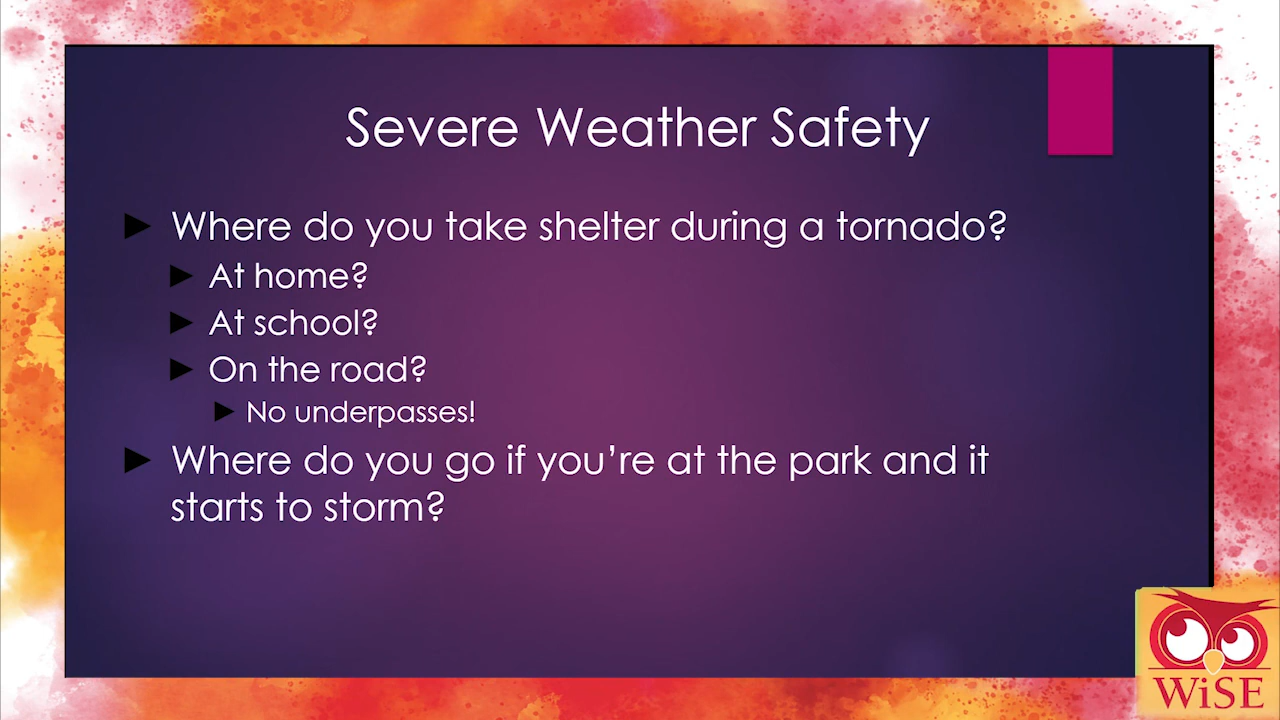 Severe Weather Safety
Where do you take shelter during a tornado?
At home?
At school?
On the road?
No underpasses!
Where do you go if you’re at the park and it
starts to storm?
WiSE